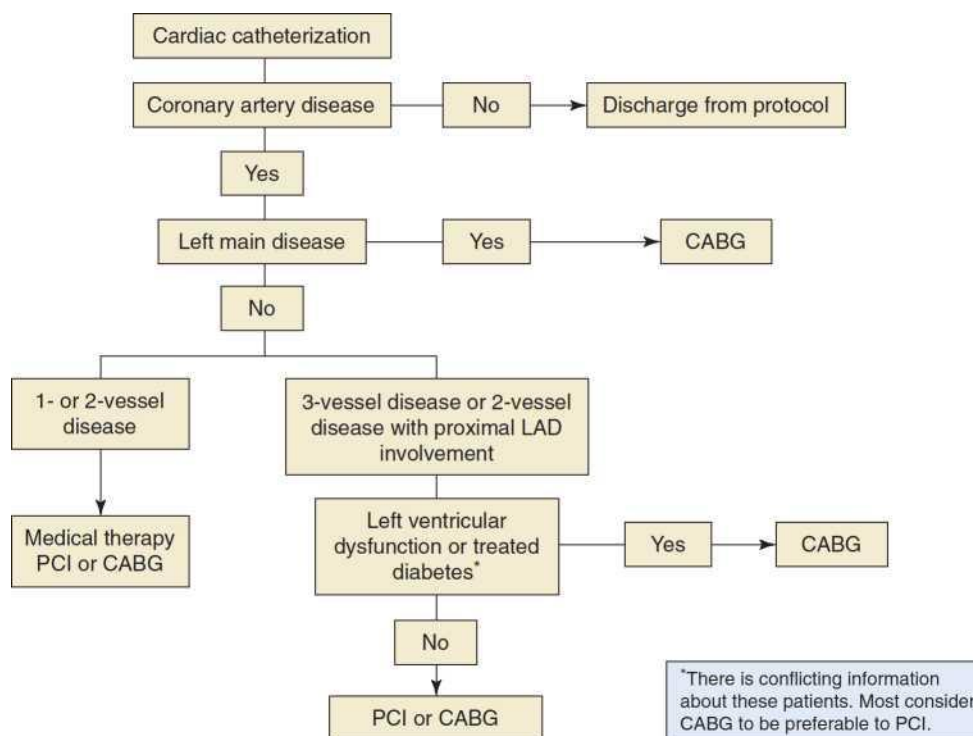 Cardiac catheterization
Coronary artery disease
No
Discharge from protocol
Yes
Left main disease
Yes
CABG
No
1- or 2-vessel
disease
3-vessel disease or 2-vessel
disease with proximal LAD
involvement
Medical therapy
PCI or CABG
Left ventricular
dysfunction or treated
diabetes*
Yes
CABG
No
PCI or CABG
*There is conflicting information
about these patients. Most consider
CABG to be preferable to PCI.